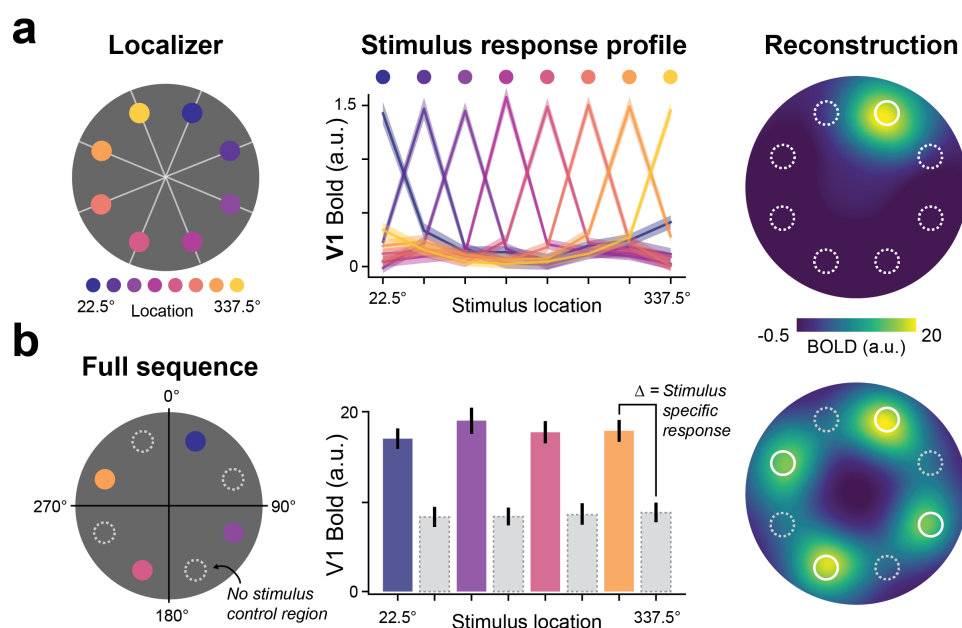 a
Localizer
22.5°
Location
337.5°
Stimulus response profile
V1 Bold (a.u.)
1.5
0
22.5°
Stimulus location
337.5°
Reconstruction
-0.5
20
BOLD (a.u.)
b
Full sequence
0°
270°
90°
180°
No stimulus
control region
Δ = Stimulus
specific
response
V1 Bold (a.u.)
20
0
22.5°
Stimulus location
337.5°